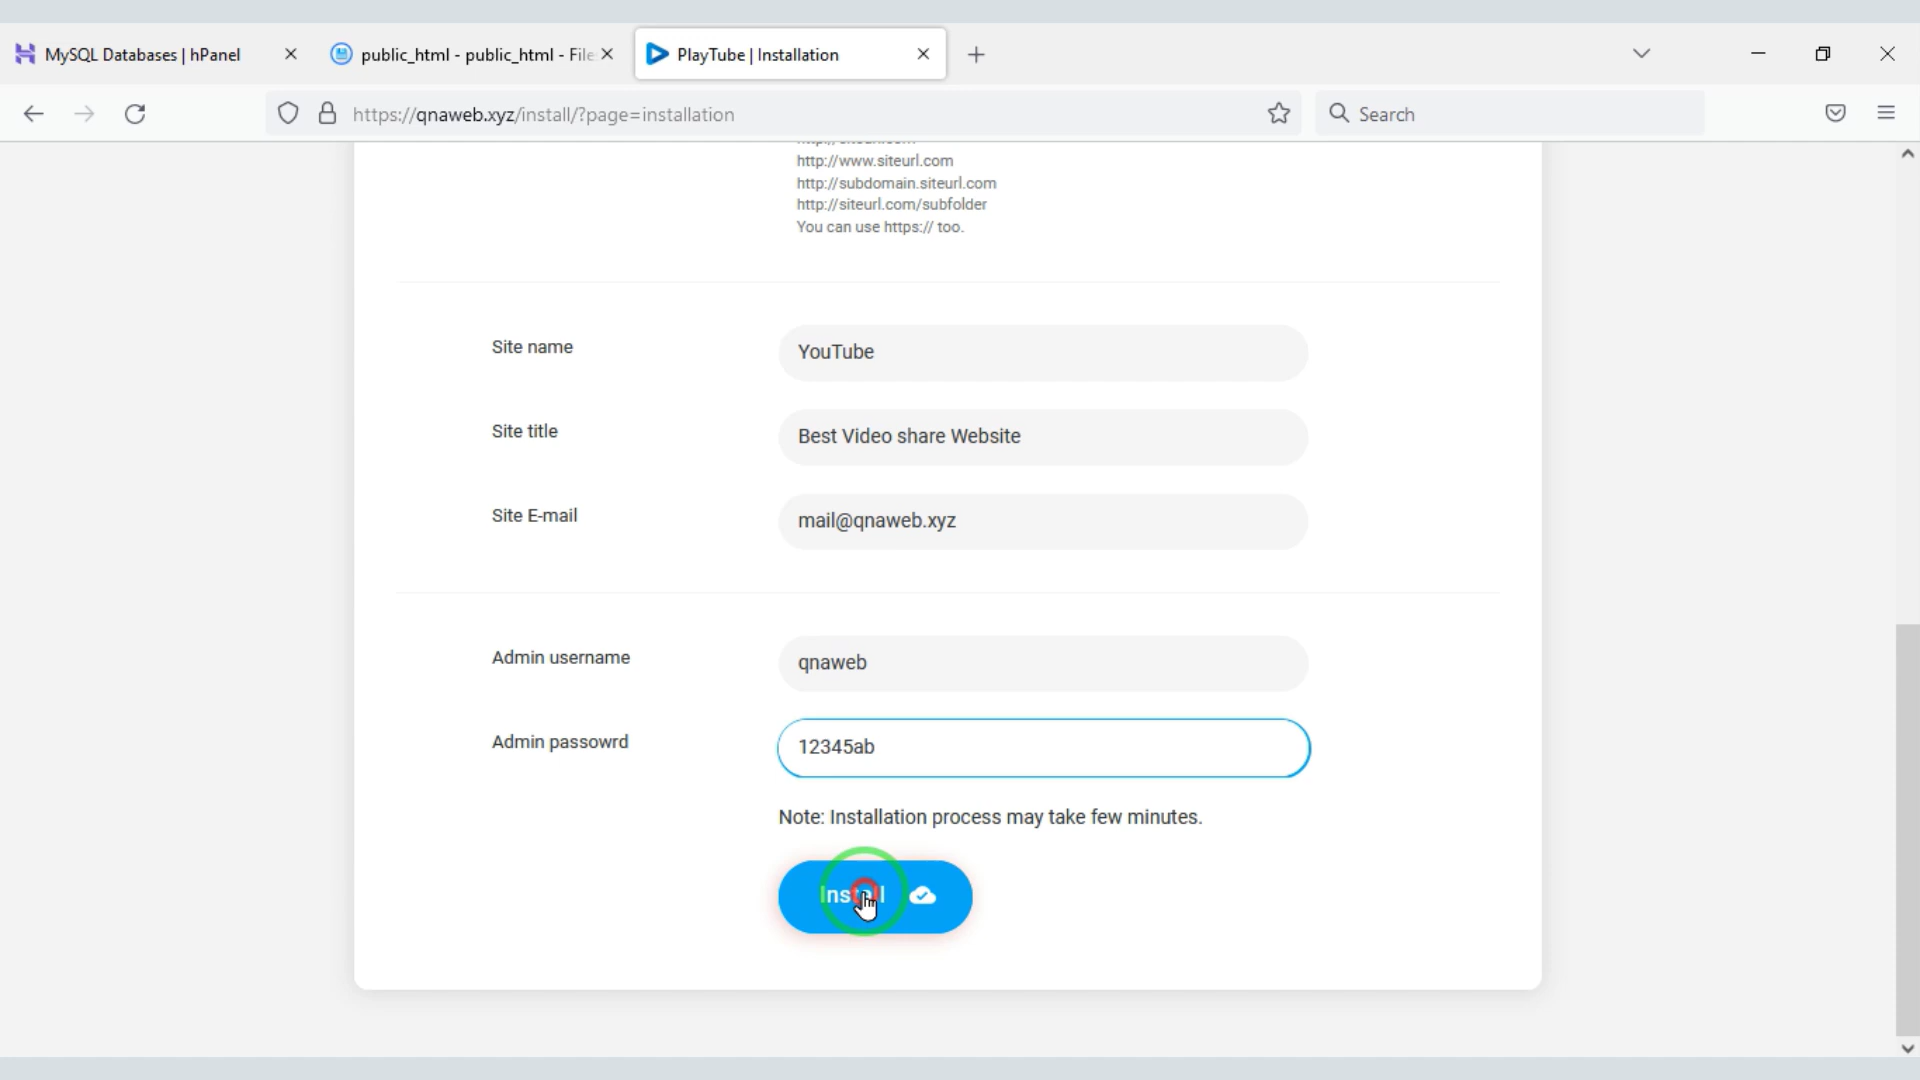 MySQL Databases | hPanel
public_html - public_html - File
PlayTube | Installation
https://qnaweb.xyz/install/?page=installation
Search
http://www.siteurl.com
http://subdomain.siteurl.com
http://siteurl.com/subfolder
You can use https:// too.
Site name
YouTube
Site title
Best Video share Website
Site E-mail
mail@qnaweb.xyz
Admin username
qnaweb
Admin passowrd
12345ab
Note: Installation process may take few minutes.
Install